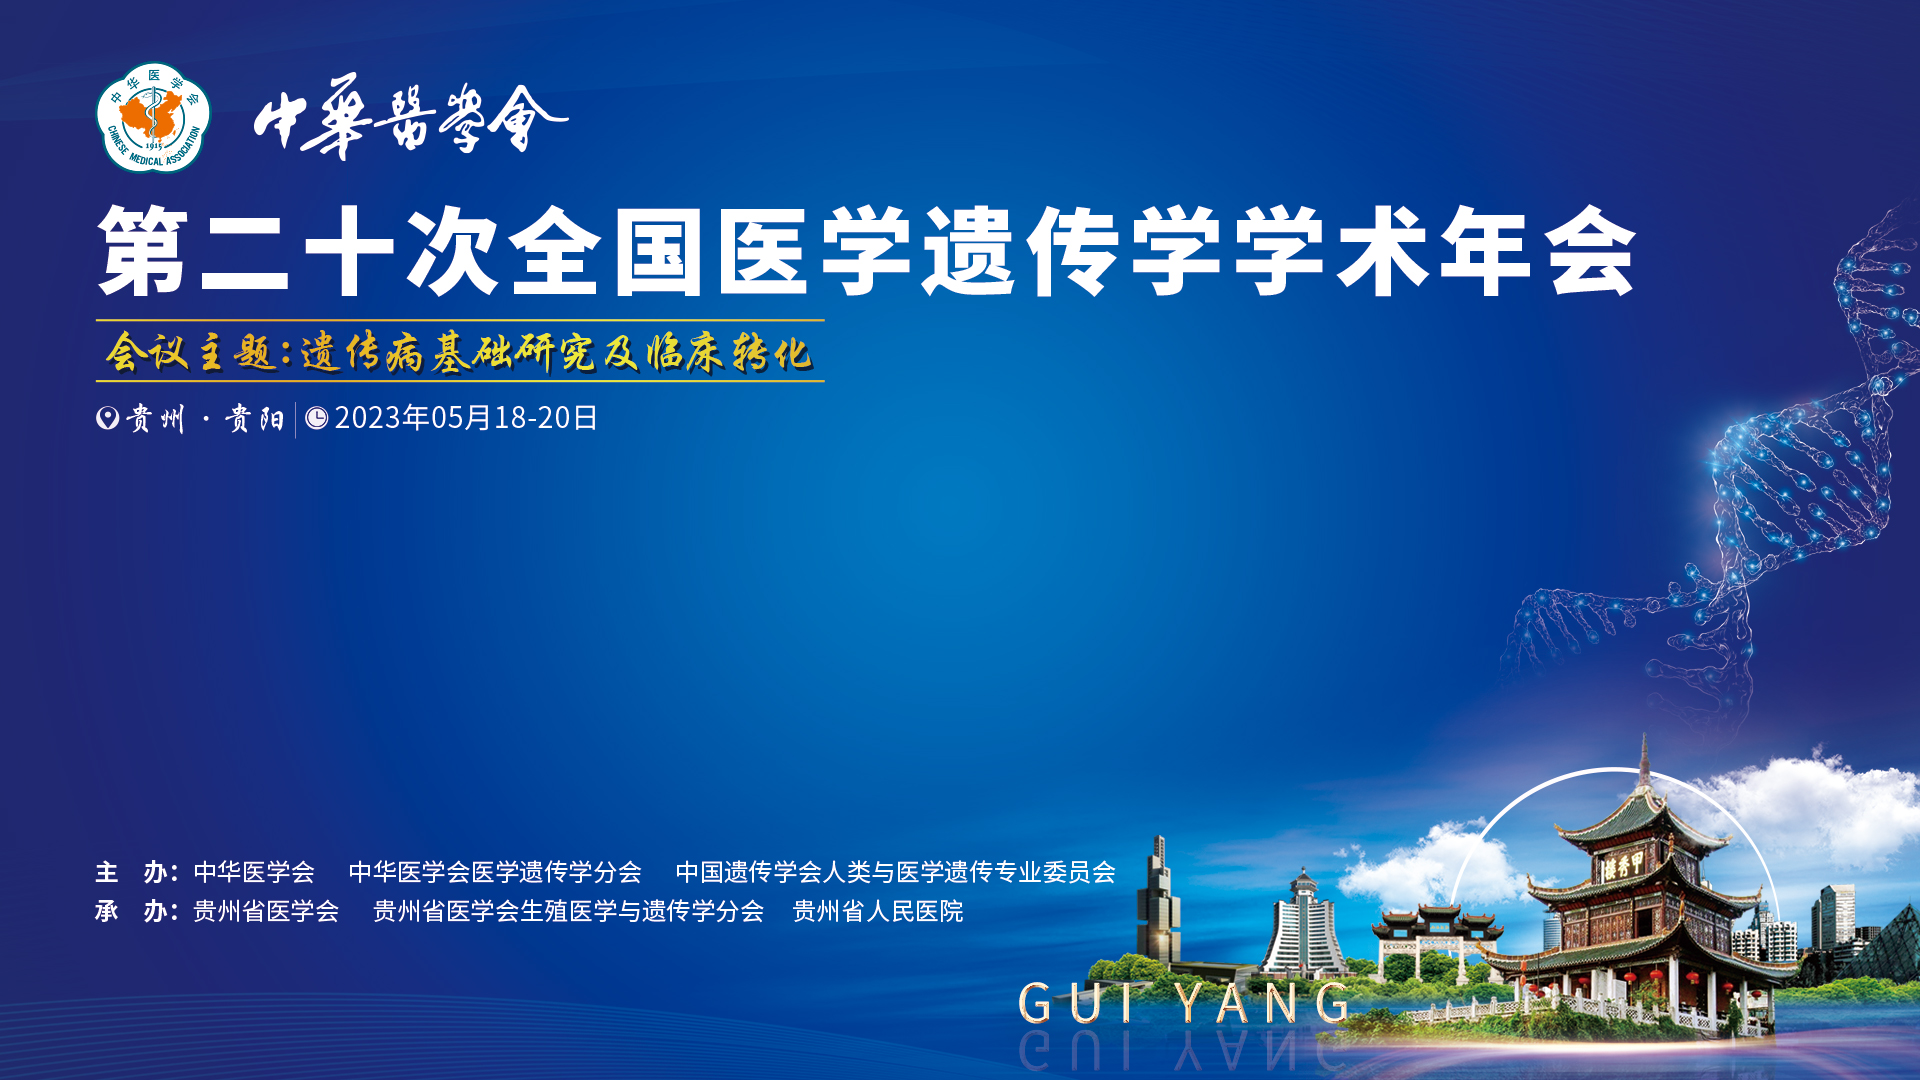 中华医学会
CHINESE MEDICAL ASSOCIATION
1915
中華醫學會
第二十次全国医学遗传学学术年会
会议主题：遗传病基础研究及临床转化
贵州·贵阳 2023年05月18-20日
主 办：中华医学会 中华医学会医学遗传学分会 中国遗传学会人类与医学遗传专业委员会
承 办：贵州省医学会 贵州省医学会生殖医学与遗传学分会 贵州省人民医院
甲秀樓
GUI YANG